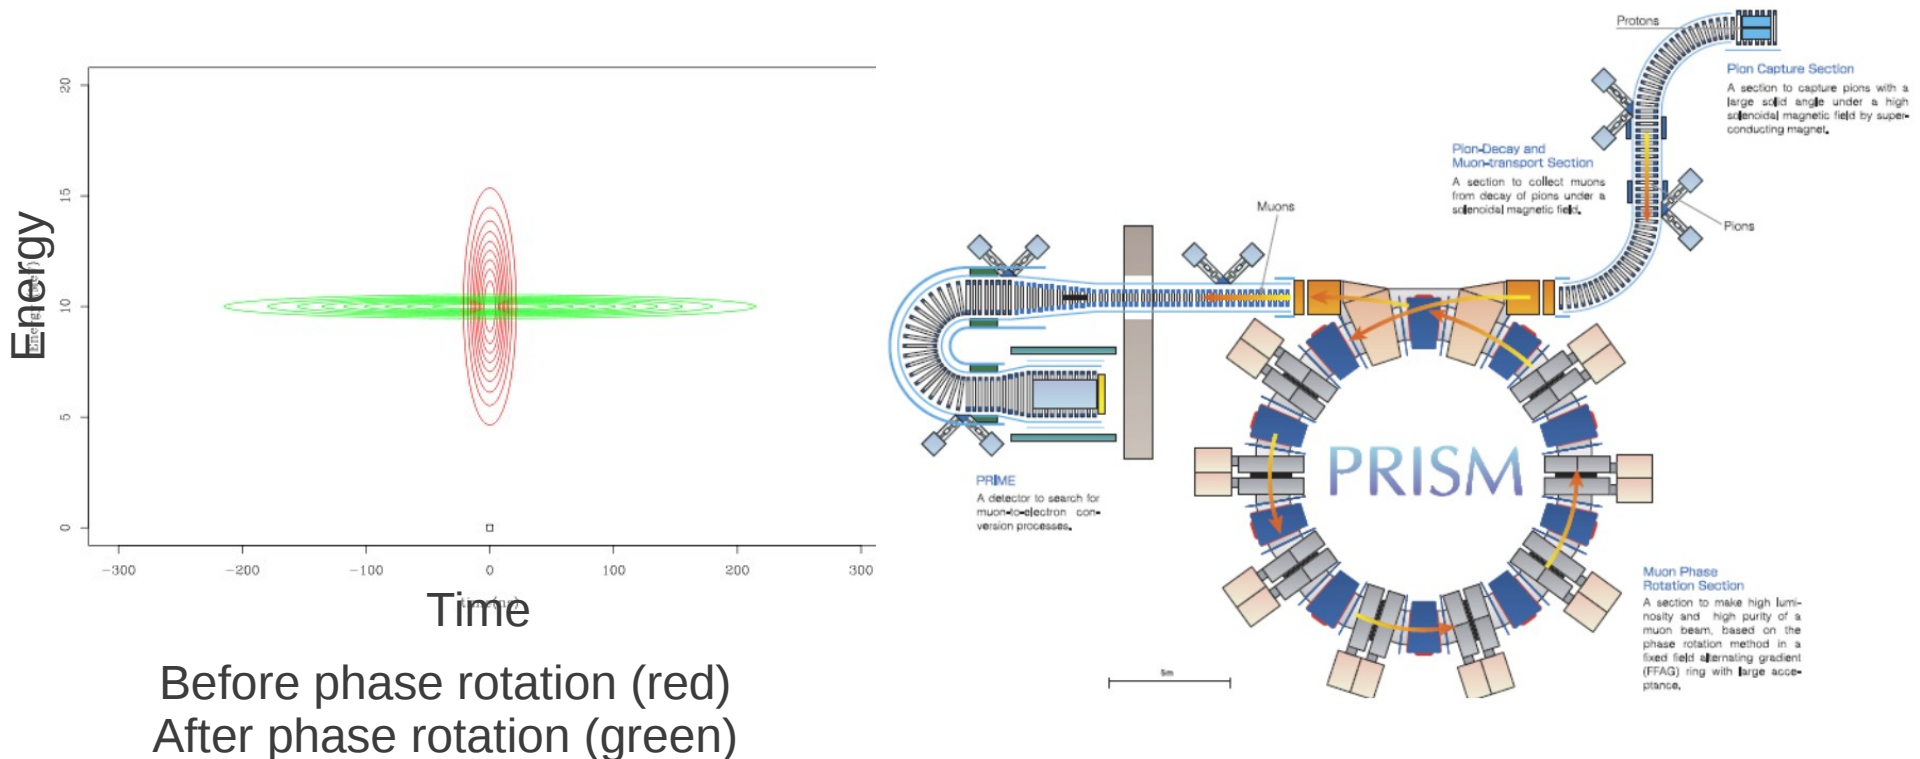 20
15
10
5
0
Energy
-300
-200
-100
0
100
200
300
Time
Before phase rotation (red)
After phase rotation (green)
Protons
Pion Capture Section
A section to capture pions with a
large solid angle under a high
solenoidal magnetic field by super-
conducting magnet.
Pion-Decay and
Muon-transport Section
A section to collect muons
from decay of pions under a
solenoidal magnetic field.
Pions
Muons
PRISM
PRIME
A detector to search for
muon-to-electron con-
version processes.
5m
Muon Phase
Rotation Section
A section to make high lumi-
nosity and high purity of a
muon beam, based on the
phase rotation method in a
fixed field alternating gradient
(FFAG) ring with large acce-
ptance.